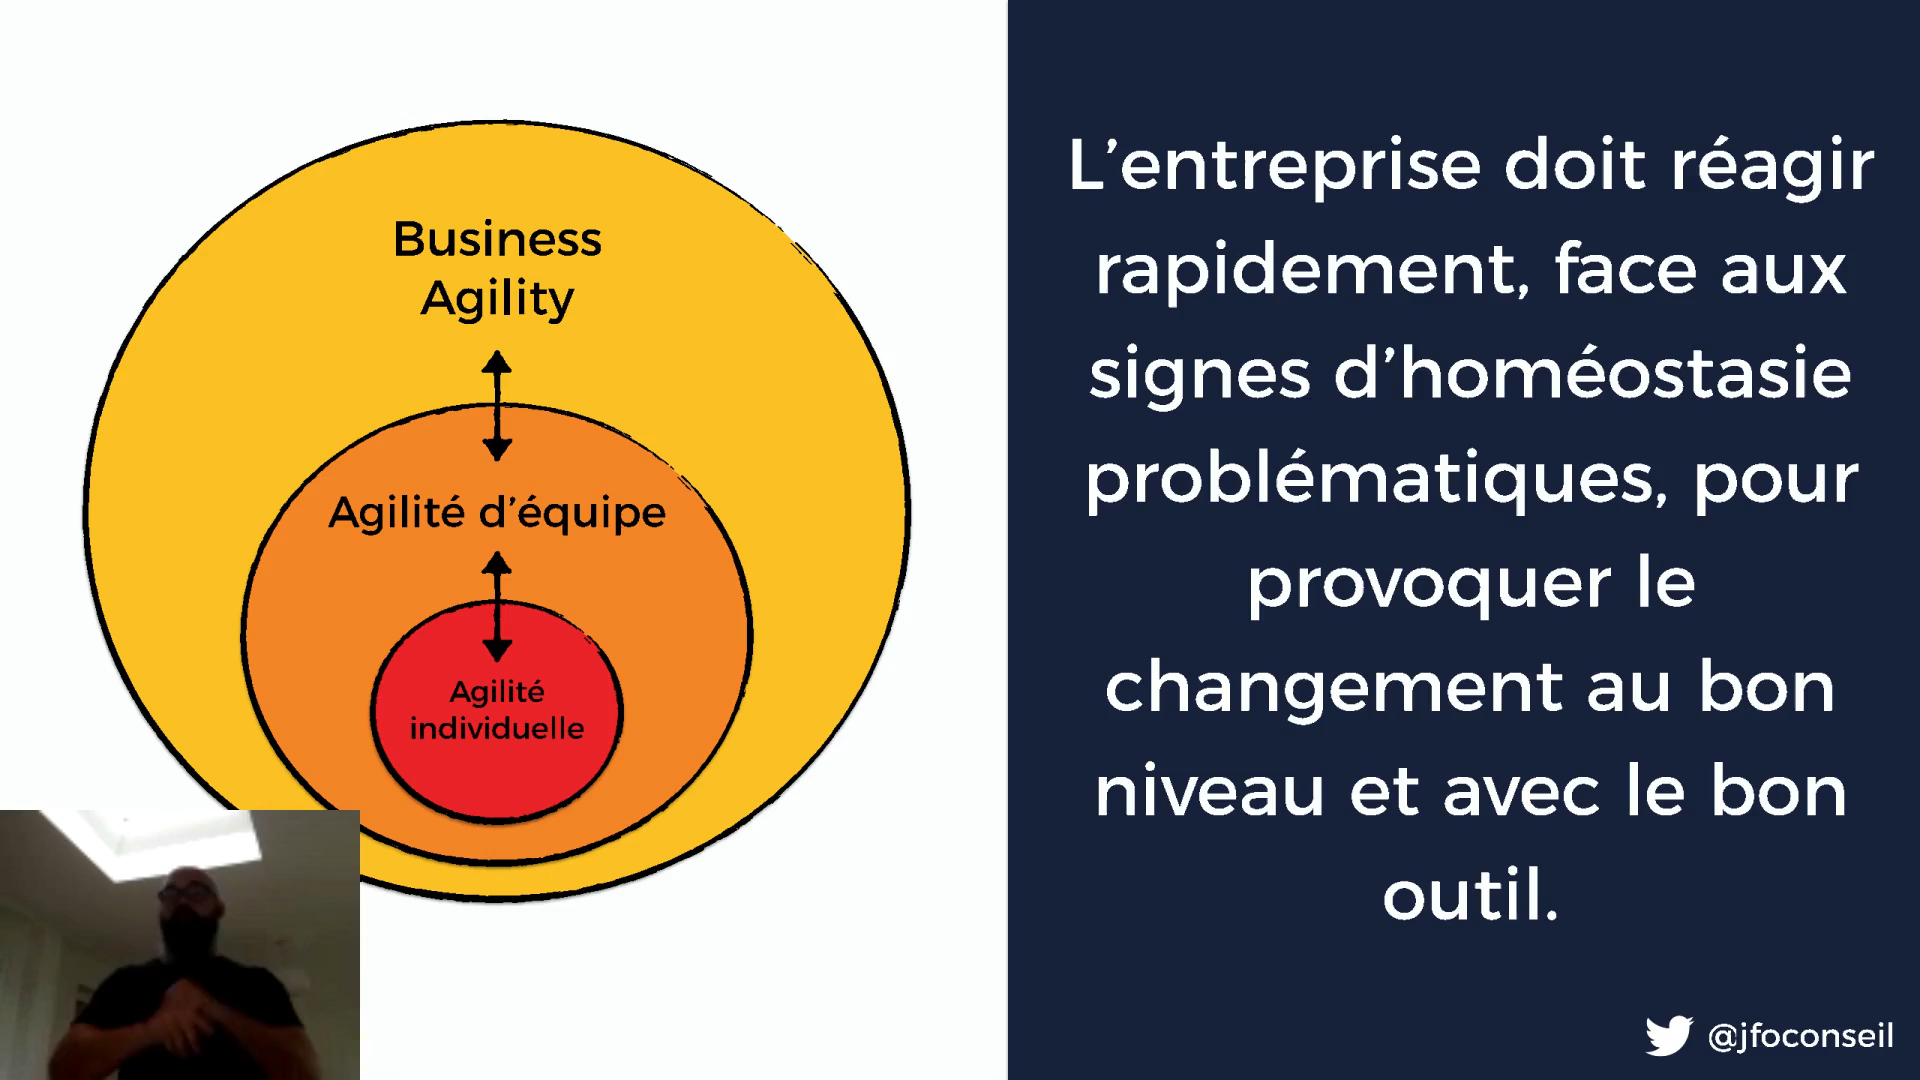 Business
Agility
Agilité d’équipe
Agilité
individuelle
L’entreprise doit réagir
rapidement, face aux
signes d’homéostasie
problématiques, pour
provoquer le
changement au bon
niveau et avec le bon
outil.
@jfoconseil